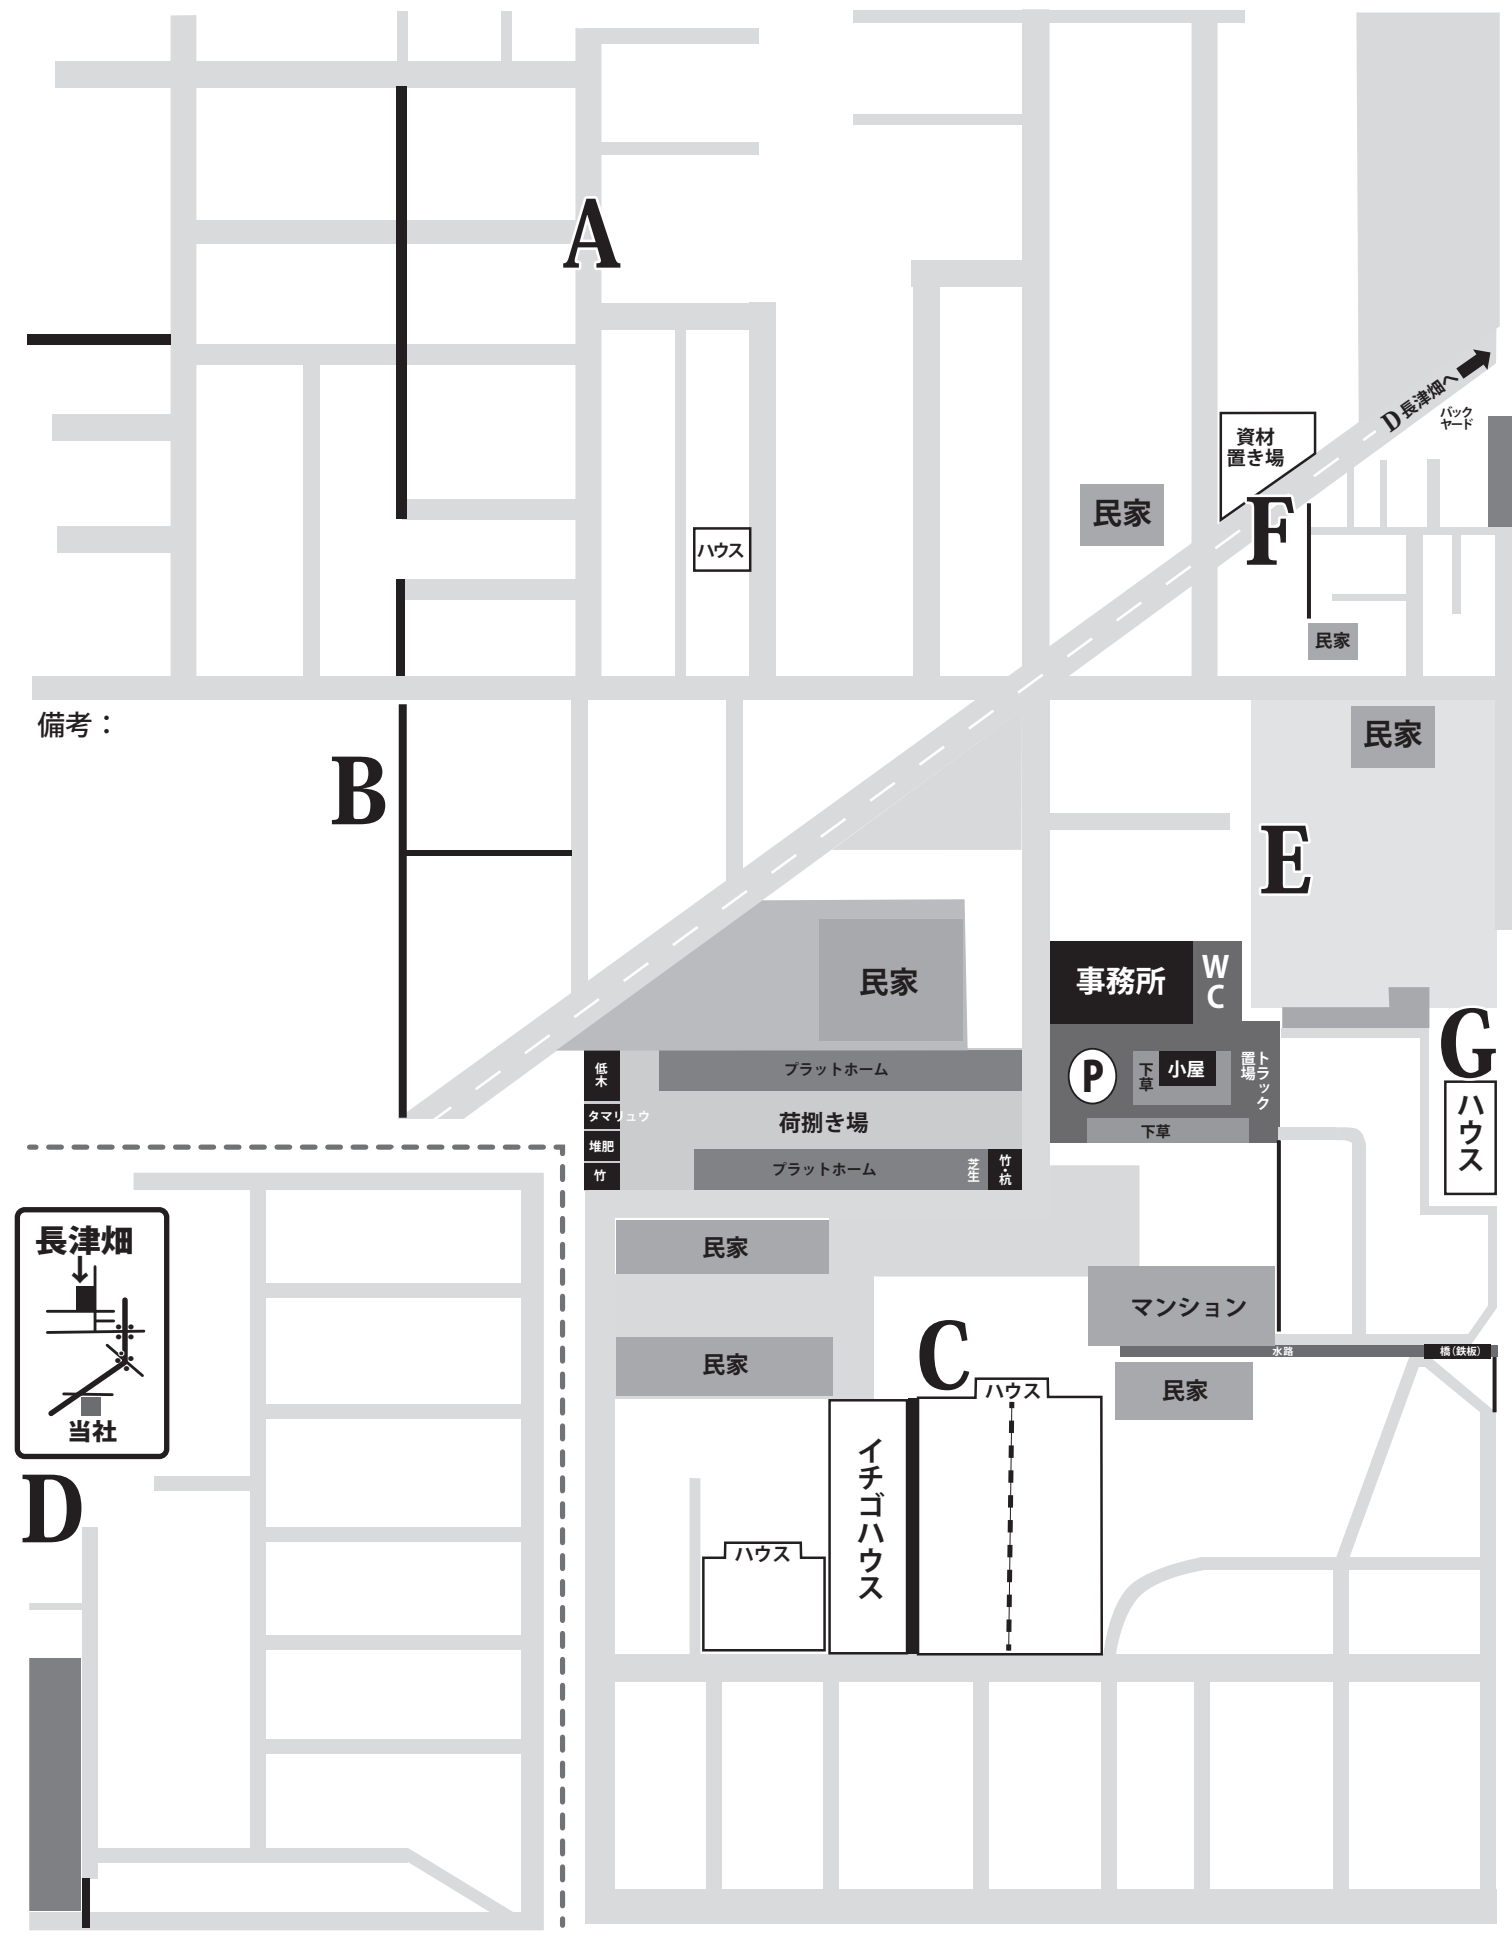 A
D 長津畑へ
バック
ヤード
資材
置き場
民家
F
ハウス
民家
備考：
民家
B
E
民家
事務所
WC
G
低木
プラットホーム
P
下草
小屋
トラック
置場
タマリュウ
荷捌き場
ハウス
下草
堆肥
プラットホーム
芝生
竹・杭
竹
長津畑
民家
マンション
水路
橋（鉄板）
民家
C
民家
ハウス
当社
イチゴハウス
D
ハウス